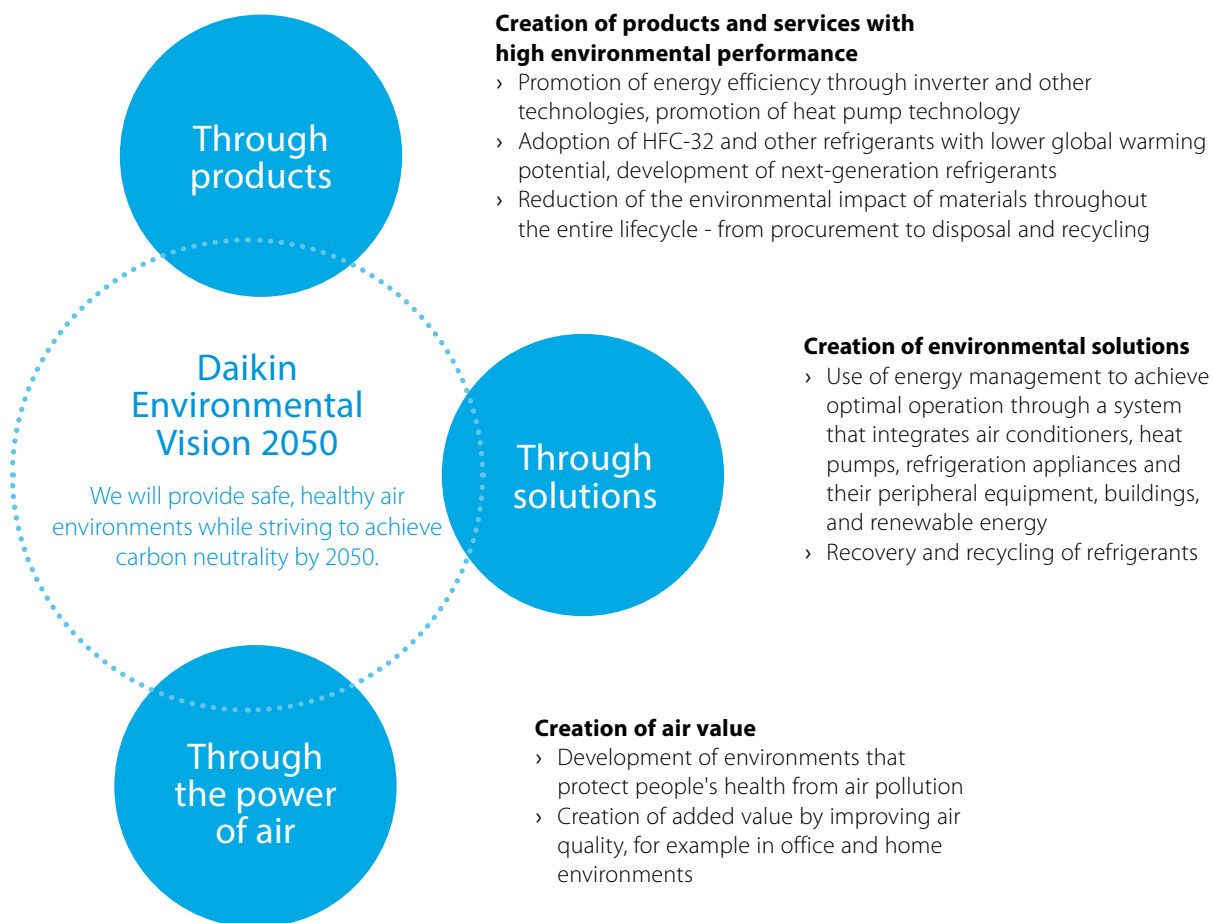 Through
products
Creation of products and services with
high environmental performance
› Promotion of energy efficiency through inverter and other
technologies, promotion of heat pump technology
› Adoption of HFC-32 and other refrigerants with lower global warming
potential, development of next-generation refrigerants
› Reduction of the environmental impact of materials throughout
the entire lifecycle - from procurement to disposal and recycling
Daikin
Environmental
Vision 2050
We will provide safe, healthy air
environments while striving to achieve
carbon neutrality by 2050.
Through
solutions
Creation of environmental solutions
› Use of energy management to achieve
optimal operation through a system
that integrates air conditioners, heat
pumps, refrigeration appliances and
their peripheral equipment, buildings,
and renewable energy
› Recovery and recycling of refrigerants
Through
the power
of air
Creation of air value
› Development of environments that
protect people's health from air pollution
› Creation of added value by improving air
quality, for example in office and home
environments